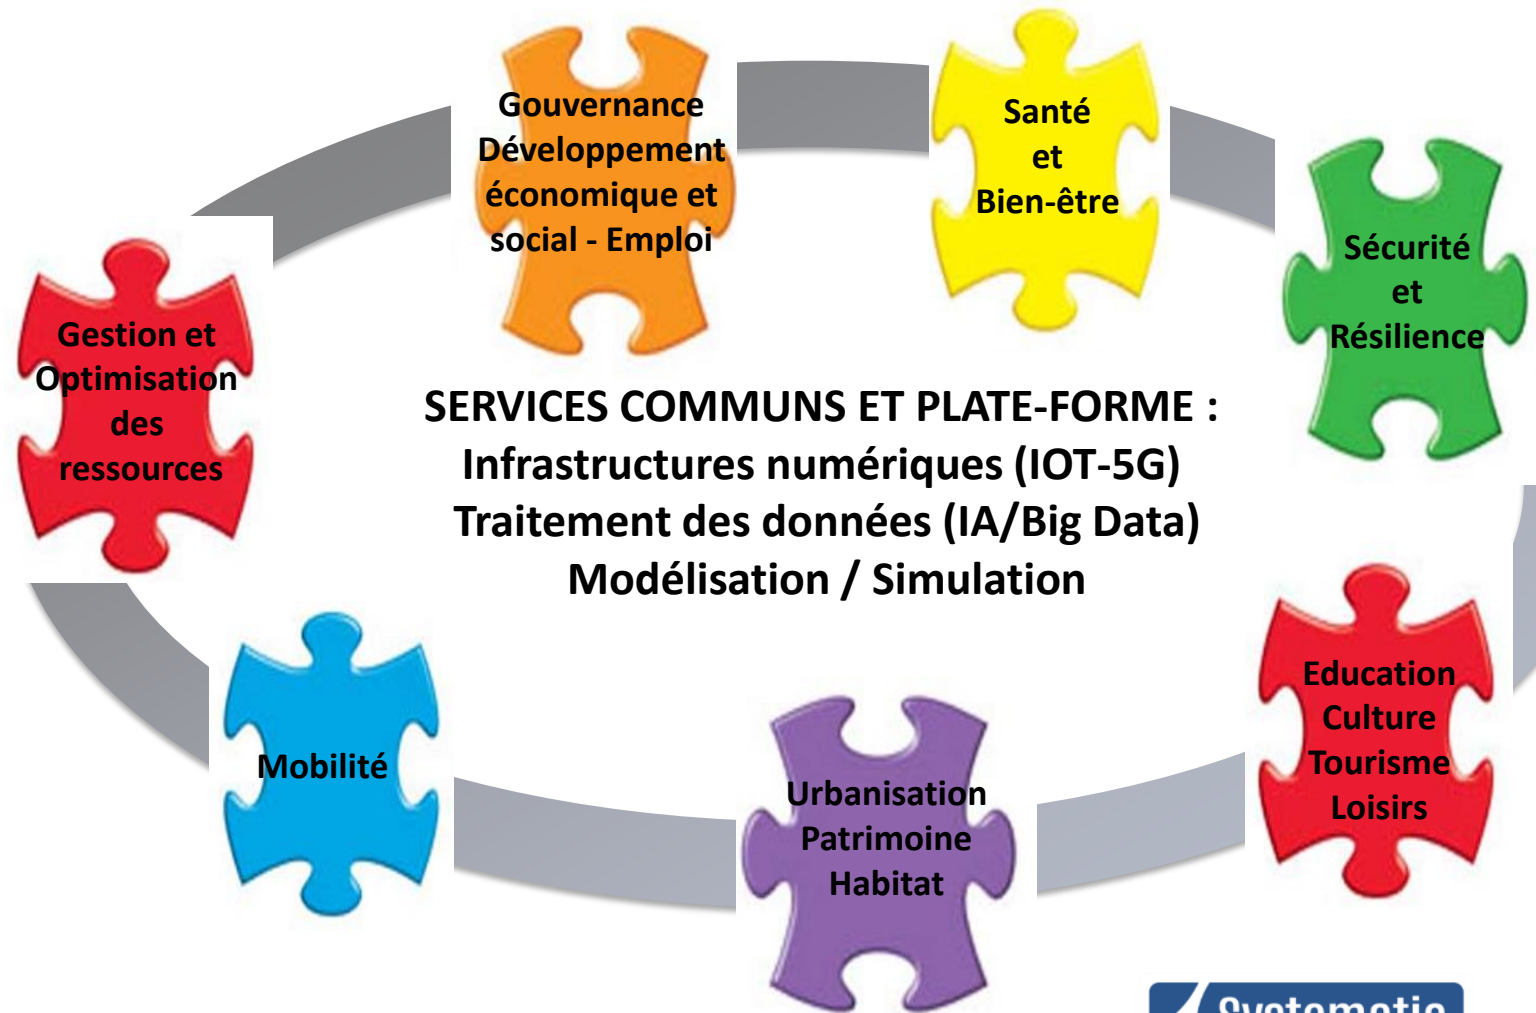 Gouvernance
Développement
économique et
social - Emploi
Santé
et
Bien-être
Sécurité
et
Résilience
Gestion et
Optimisation
des
ressources
SERVICES COMMUNS ET PLATE-FORME :
Infrastructures numériques (IOT-5G)
Traitement des données (IA/Big Data)
Modélisation / Simulation
Mobilité
Urbanisation
Patrimoine
Habitat
Education
Culture
Tourisme
Loisirs
Systematic